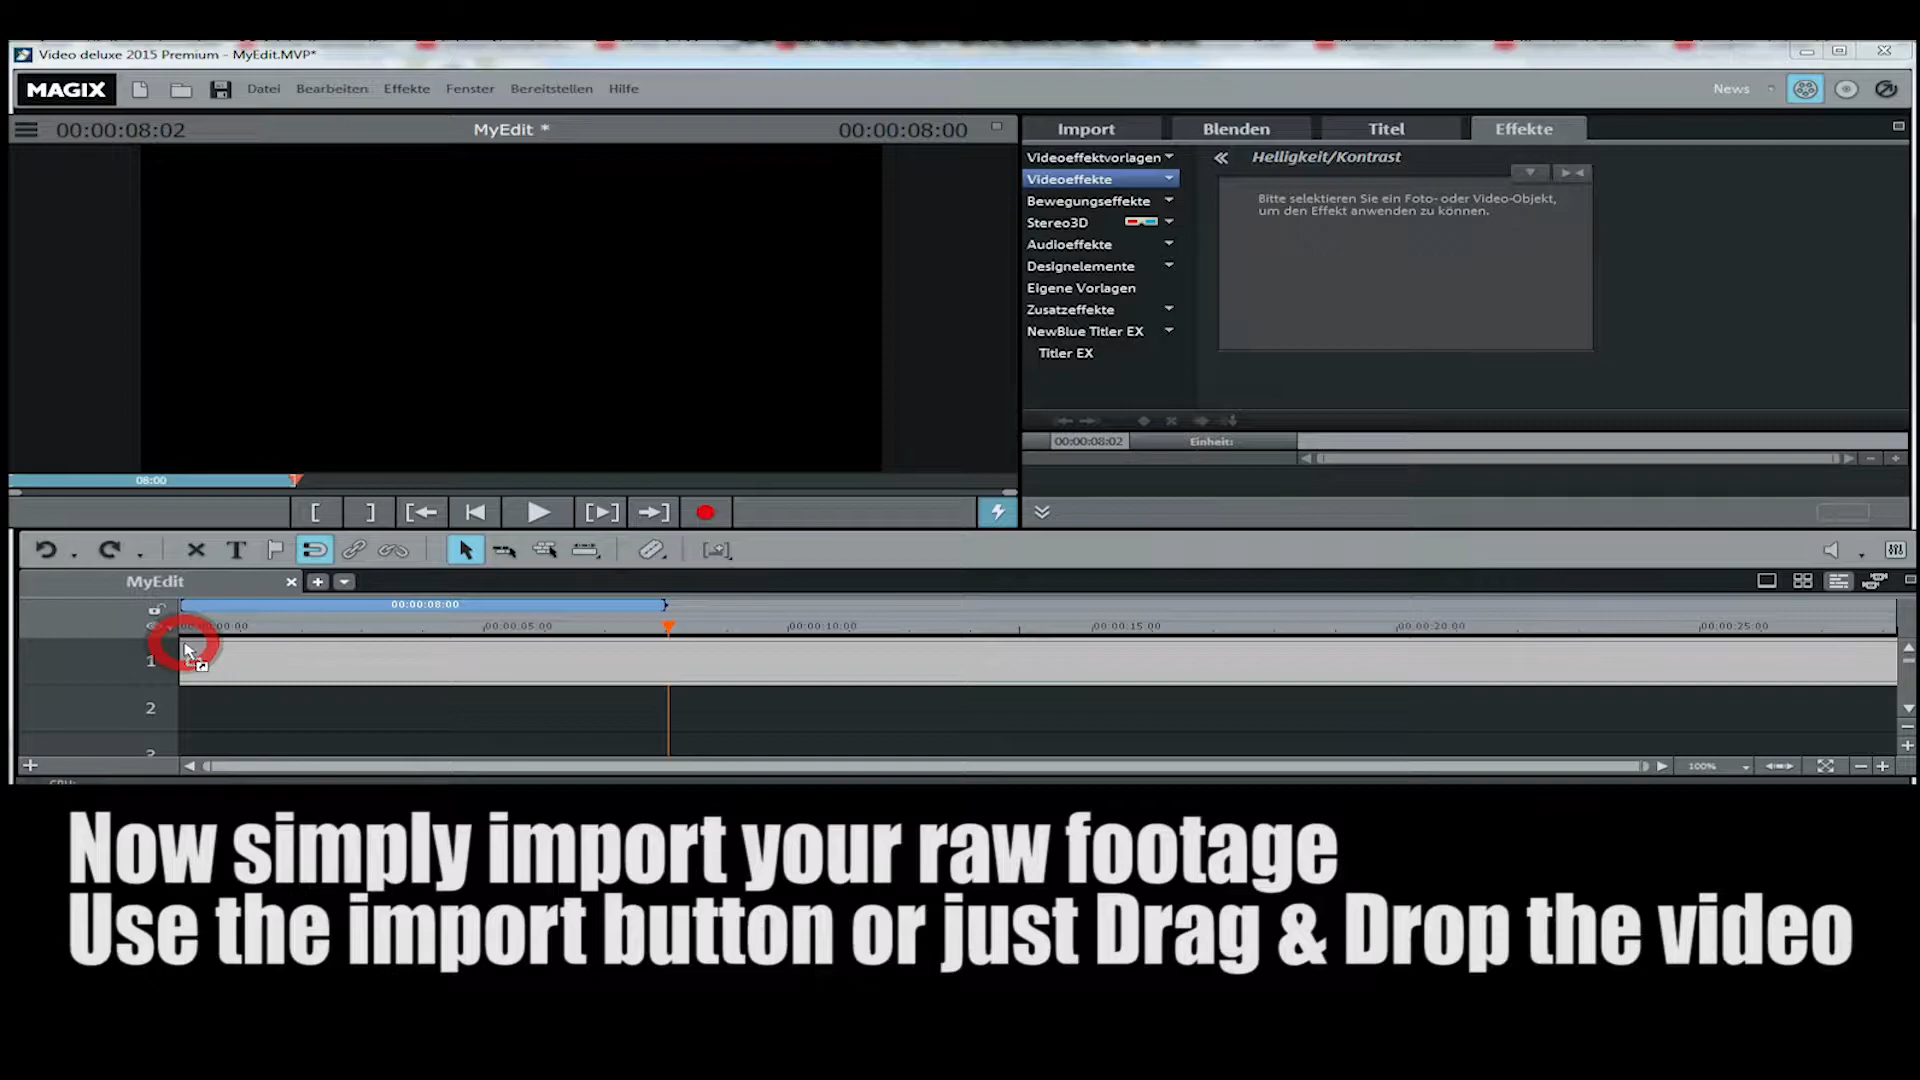 Video deluxe 2015 Premium - MyEdit.MVP*
MAGIX
Datei
Bearbeiten
Effekte
Fenster
Bereitstellen
Hilfe
News
00:00:08:02
MyEdit *
00:00:08:00
Import
Blenden
Titel
Effekte
Videoeffektvorlagen
Videoeffekte
Bewegungseffekte
Stereo3D
Audioeffekte
Designelemente
Eigene Vorlagen
Zusatzeffekte
NewBlue Titler EX
Titler EX
Helligkeit/Kontrast
Bitte selektieren Sie ein Foto- oder Video-Objekt,
um den Effekt anwenden zu können.
00:00:08:02
Einheit:
08:00
MyEdit
00:00:08:00
00:00:05:00
00:00:10:00
00:00:15:00
00:00:20:00
00:00:25:00
1
2
3
100%
Now simply import your raw footage
Use the import button or just Drag & Drop the video